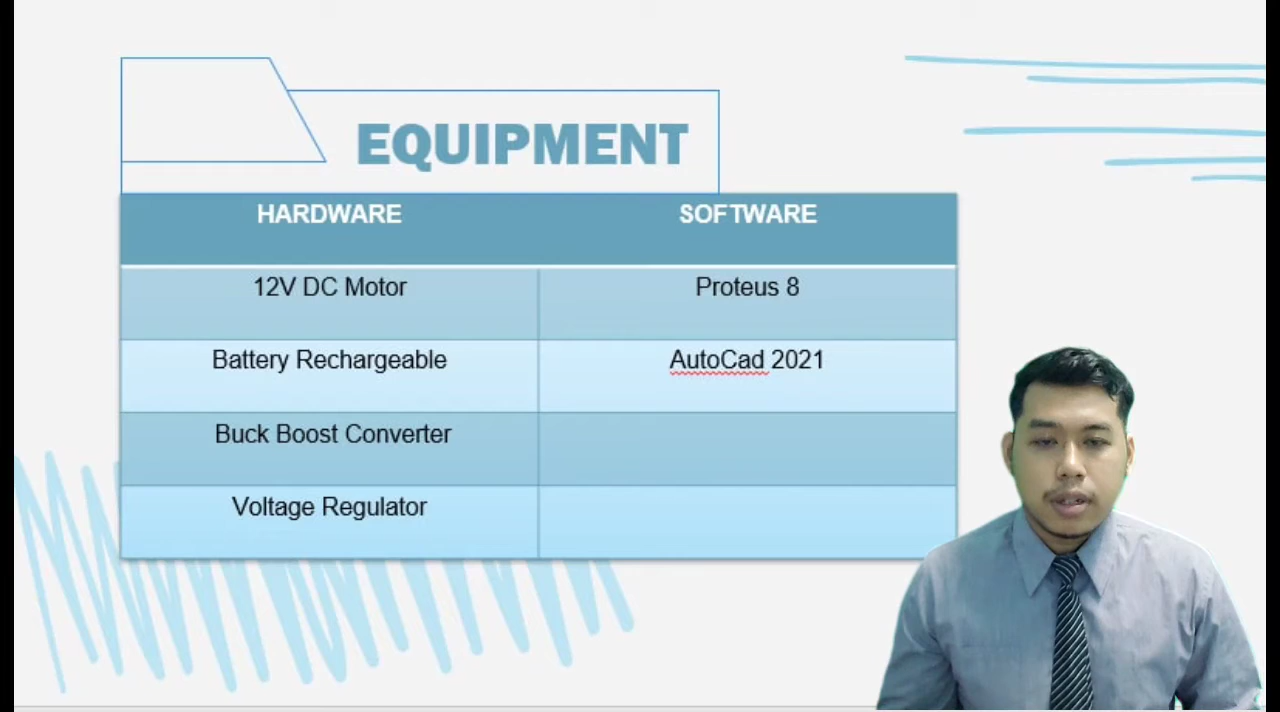 EQUIPMENT
HARDWARE SOFTWARE
12V DC Motor Proteus 8
Battery Rechargeable AutoCad 2021
Buck Boost Converter
Voltage Regulator